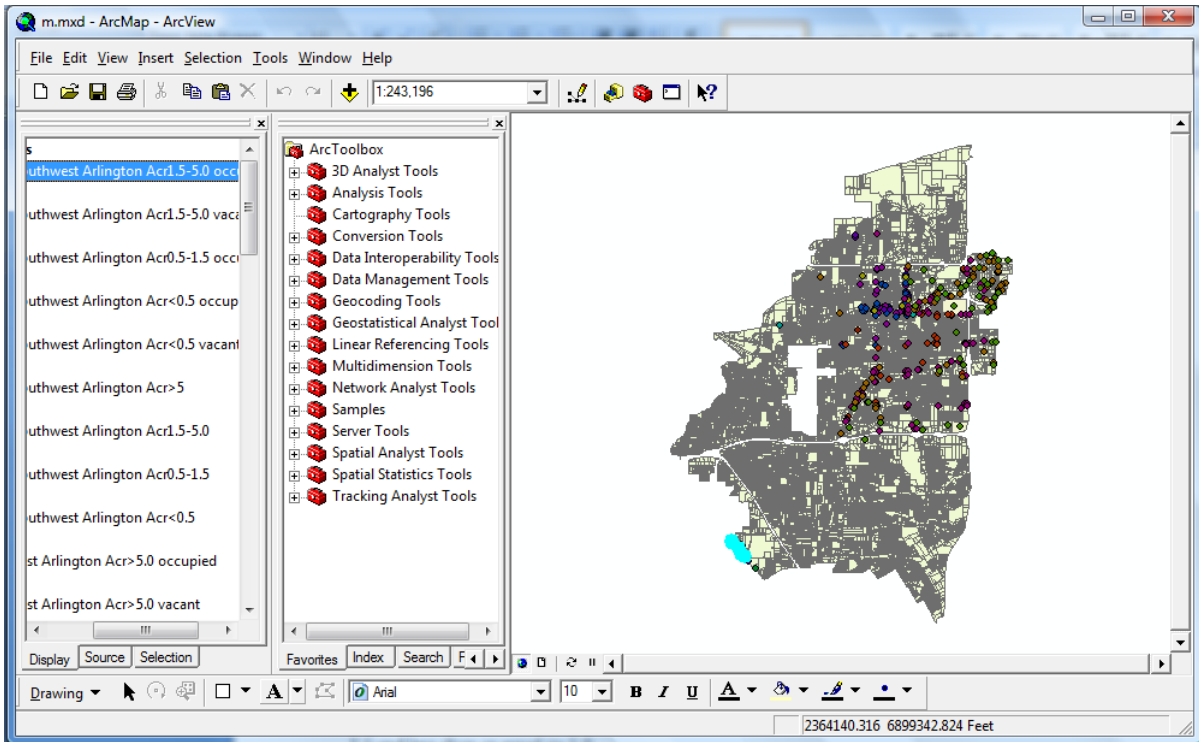 m.mxd - ArcMap - ArcView
File Edit View Insert Selection Tools Window Help
1:243,196
s
uthwest Arlington Acr1.5-5.0 occu
uthwest Arlington Acr1.5-5.0 vaca
uthwest Arlington Acr0.5-1.5 occu
uthwest Arlington Acr<0.5 occup
uthwest Arlington Acr<0.5 vacant
uthwest Arlington Acr>5
uthwest Arlington Acr1.5-5.0
uthwest Arlington Acr0.5-1.5
uthwest Arlington Acr<0.5
st Arlington Acr>5.0 occupied
st Arlington Acr>5.0 vacant
Display Source Selection
ArcToolbox
3D Analyst Tools
Analysis Tools
Cartography Tools
Conversion Tools
Data Interoperability Tools
Data Management Tools
Geocoding Tools
Geostatistical Analyst Tool
Linear Referencing Tools
Multidimension Tools
Network Analyst Tools
Samples
Server Tools
Spatial Analyst Tools
Spatial Statistics Tools
Tracking Analyst Tools
Favorites Index Search F
Drawing A Arial 10 B I U A
2364140.316 6899342.824 Feet